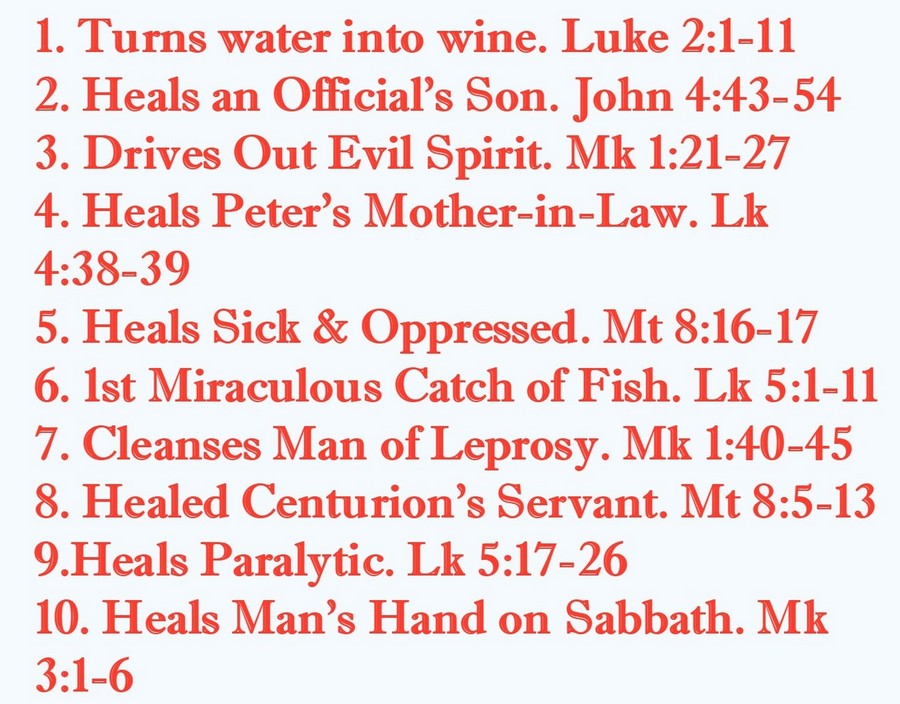 1. Turns water into wine. Luke 2:1-11
2. Heals an Official’s Son. John 4:43-54
3. Drives Out Evil Spirit. Mk 1:21-27
4. Heals Peter’s Mother-in-Law. Lk
4:38-39
5. Heals Sick & Oppressed. Mt 8:16-17
6. 1st Miraculous Catch of Fish. Lk 5:1-11
7. Cleanses Man of Leprosy. Mk 1:40-45
8. Healed Centurion’s Servant. Mt 8:5-13
9.Heals Paralytic. Lk 5:17-26
10. Heals Man’s Hand on Sabbath. Mk
3:1-6